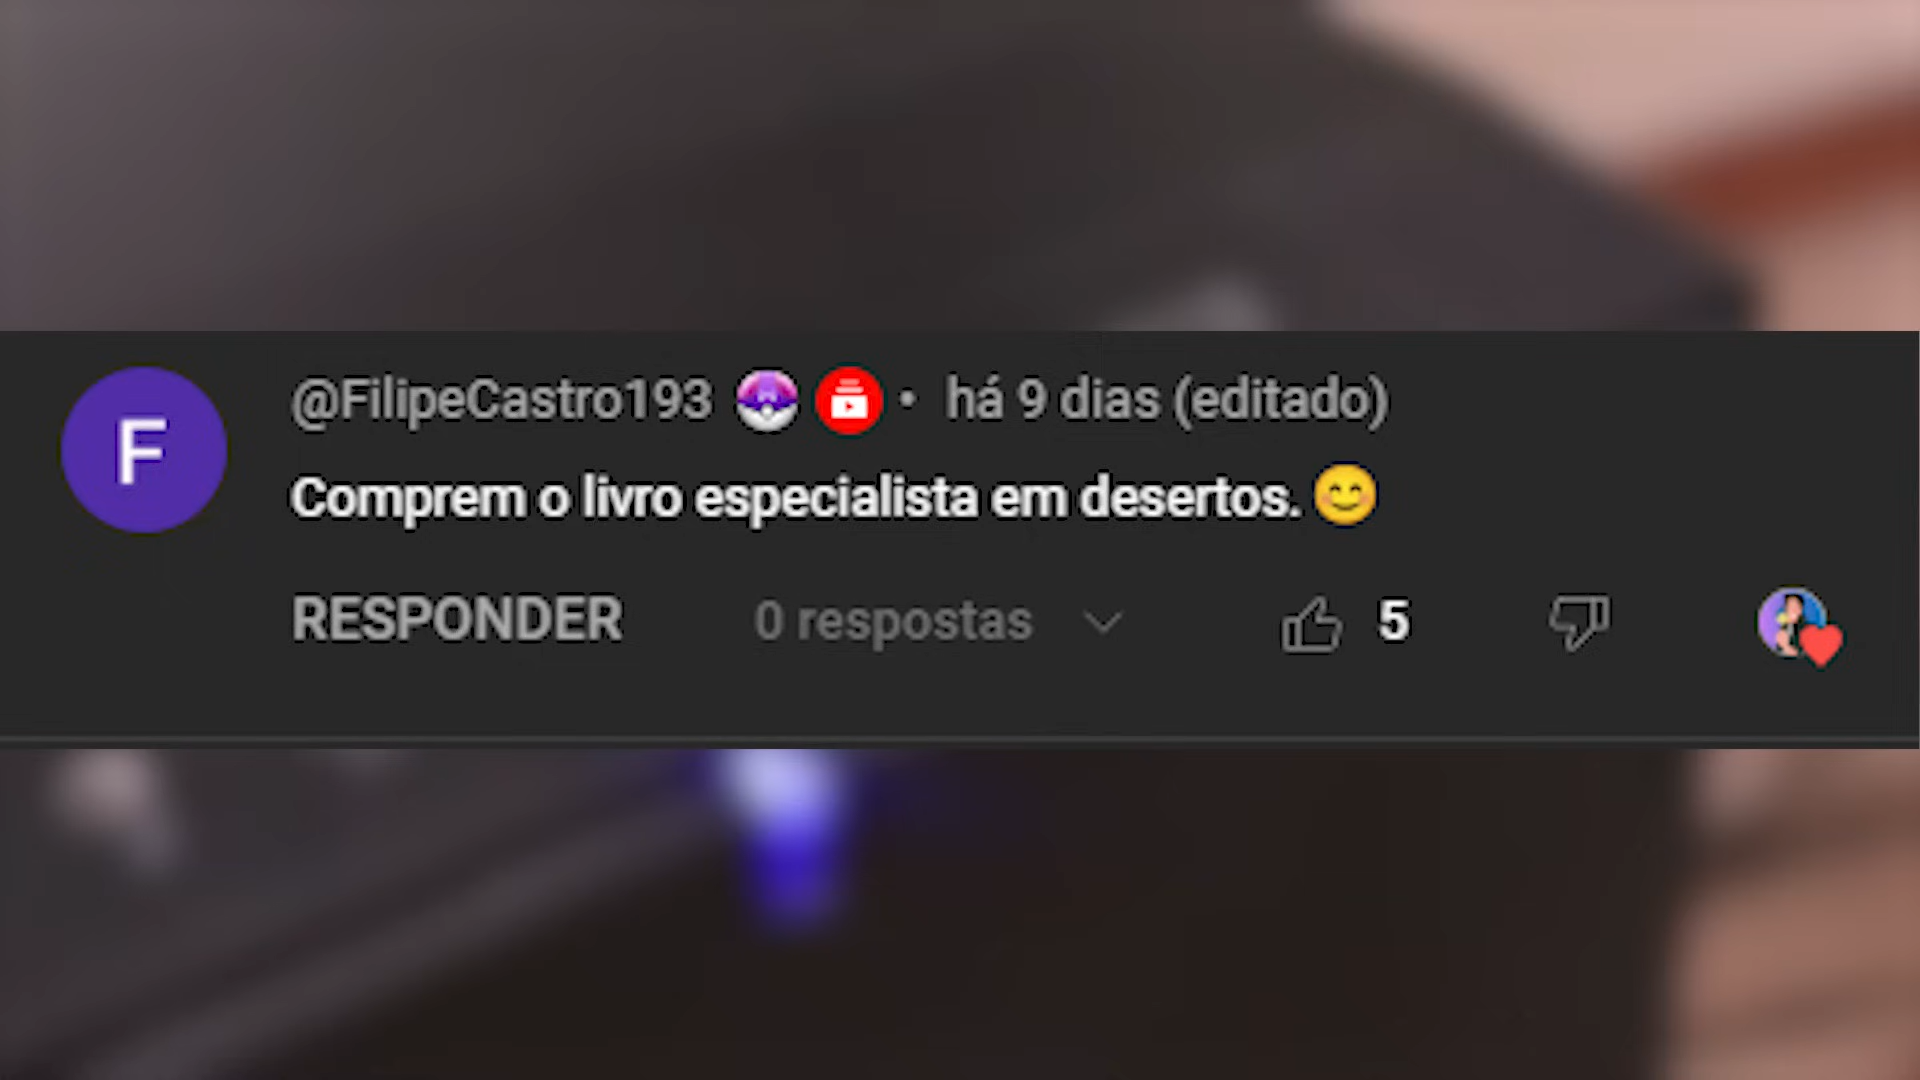 F
@FilipeCastro193 • há 9 dias (editado)
Comprem o livro especialista em desertos. 😊
RESPONDER 0 respostas 5